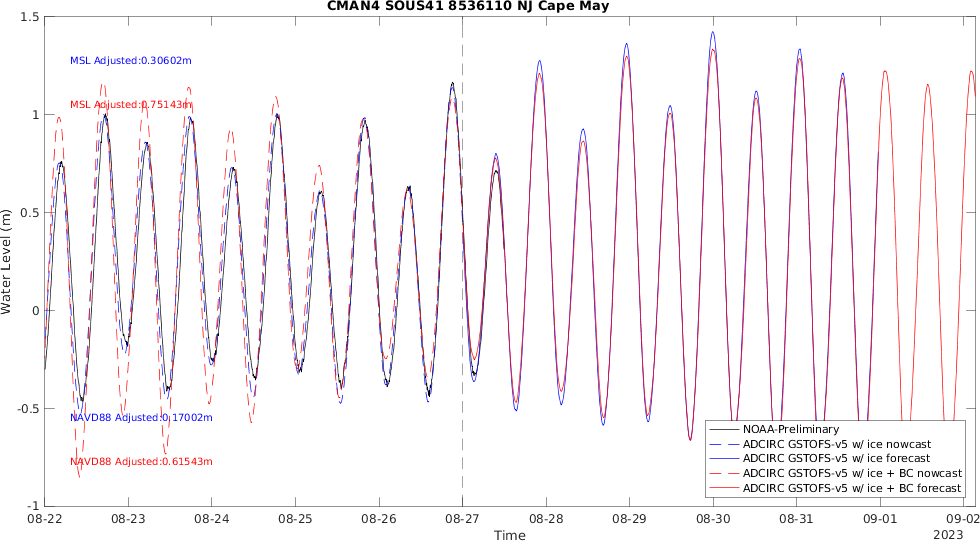 CMAN4 SOUS41 8536110 NJ Cape May
1.5
1
0.5
0
-0.5
-1
Water Level (m)
MSL Adjusted:0.30602m
MSL Adjusted:0.75143m
NAVD88 Adjusted:0.17002m
NAVD88 Adjusted:0.61543m
NOAA-Preliminary
ADCIRC GSTOFS-v5 w/ ice nowcast
ADCIRC GSTOFS-v5 w/ ice forecast
ADCIRC GSTOFS-v5 w/ ice + BC nowcast
ADCIRC GSTOFS-v5 w/ ice + BC forecast
08-22 08-23 08-24 08-25 08-26 08-27 08-28 08-29 08-30 08-31 09-01 09-02
Time
2023